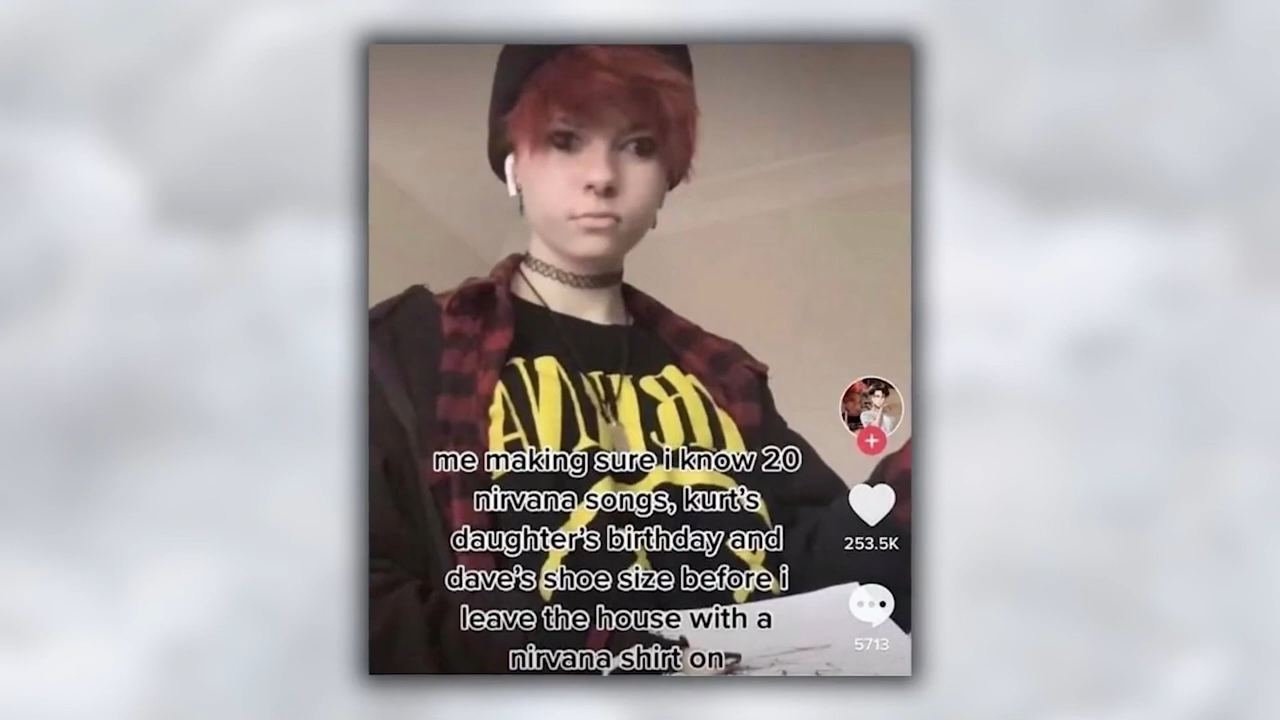 NIRVANA
me making sure i know 20
nirvana songs, kurt's
daughter's birthday and
dave's shoe size before i
leave the house with a
nirvana shirt on
253.5K
5713